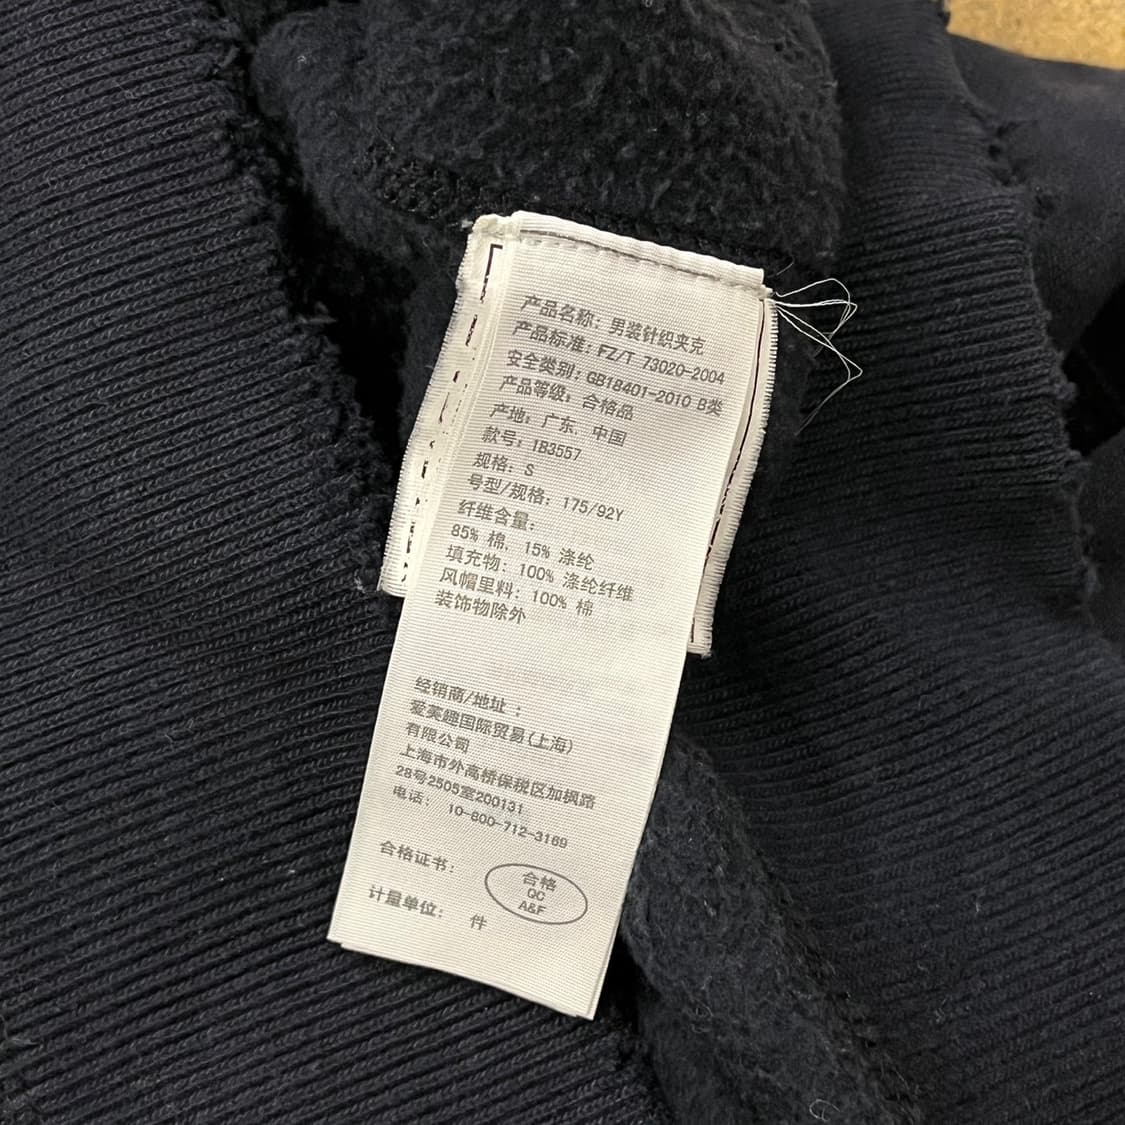 产品名称: 男装针织夹克
产品标准: FZ/T 73020-2004
安全类别: GB18401-2010 B类
产品等级: 合格品
产地: 广东, 中国
款号: 1B3557
规格: S
号型/规格: 175/92Y
纤维含量:
85% 棉, 15% 涤纶
填充物: 100% 涤纶纤维
风帽里料: 100% 棉
装饰物除外
经销商/地址 :
爱芙趣国际贸易(上海)
有限公司
上海市外高桥保税区加枫路
28号2505室200131
电话: 10-800-712-3169
合格证书:
合格
QC
A&F
计量单位: 件